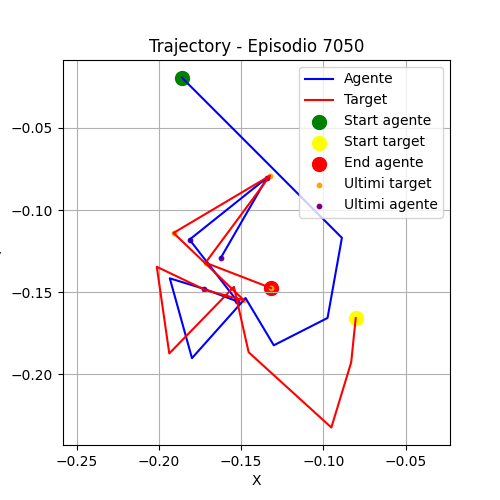 Trajectory - Episodio 7050
Agente
Target
Start agente
Start target
End agente
Ultimi target
Ultimi agente
−0.05
−0.10
−0.15
−0.20
−0.25
−0.20
−0.15
−0.10
−0.05
X